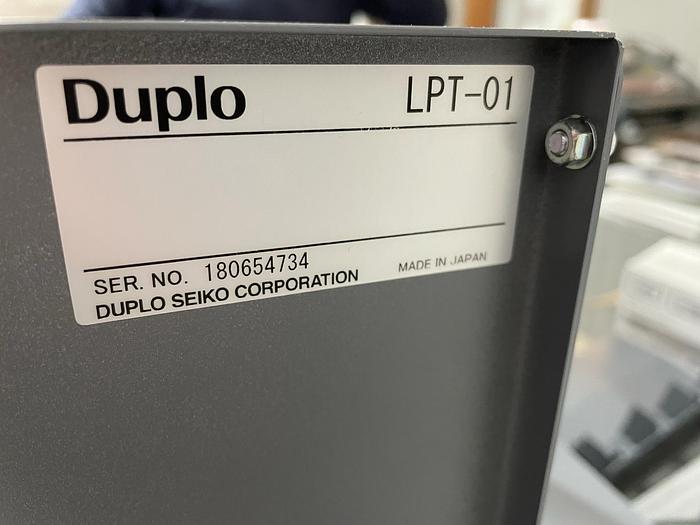 Duplo LPT-01
SER. NO. 180654734
DUPLO SEIKO CORPORATION MADE IN JAPAN